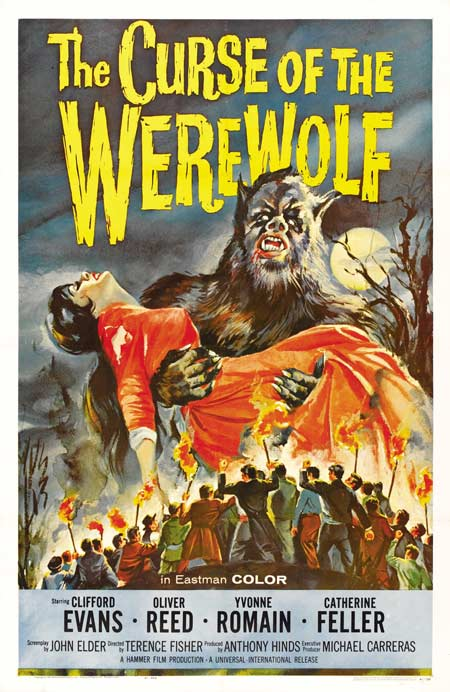 The CURSE OF THE
WEREWOLF
in Eastman COLOR
Starring CLIFFORD EVANS · OLIVER REED · YVONNE ROMAIN · CATHERINE FELLER
Screenplay by JOHN ELDER Directed by TERENCE FISHER Produced by ANTHONY HINDS Executive Producer MICHAEL CARRERAS
A HAMMER FILM PRODUCTION · A UNIVERSAL-INTERNATIONAL RELEASE